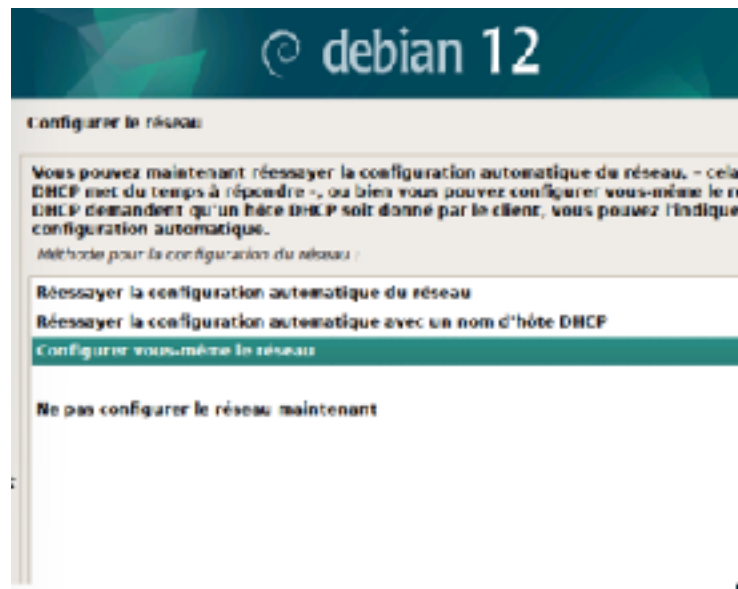 debian 12
Configurer le réseau
Vous pouvez maintenant réessayer la configuration automatique du réseau. - cela
DHCP met du temps à répondre -, ou bien vous pouvez configurer vous-même le r
DHCP demandent qu'un hôte DHCP soit donné par le client, vous pouvez l'indique
configuration automatique.
Méthode pour la configuration du réseau :
Réessayer la configuration automatique du réseau
Réessayer la configuration automatique avec un nom d'hôte DHCP
Configurer vous-même le réseau
Ne pas configurer le réseau maintenant